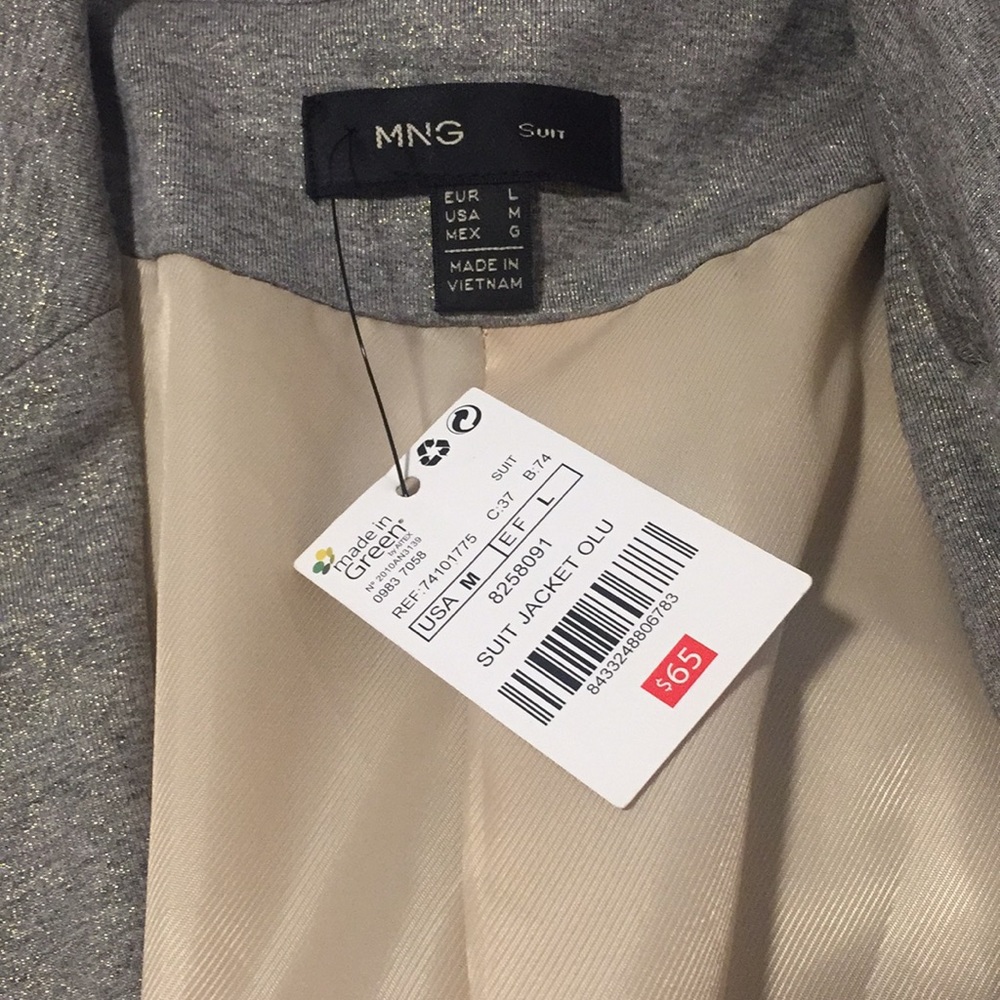 MNG SUIT
EUR L
USA M
MEX G
MADE IN
VIETNAM
made in
Green®
by AITEX
Nº 2010AN3139
0983 7058
SUIT
REF:74101775 C:37 B:74
USA M EF L
8258091
SUIT JACKET OLU
8433248806783
$65